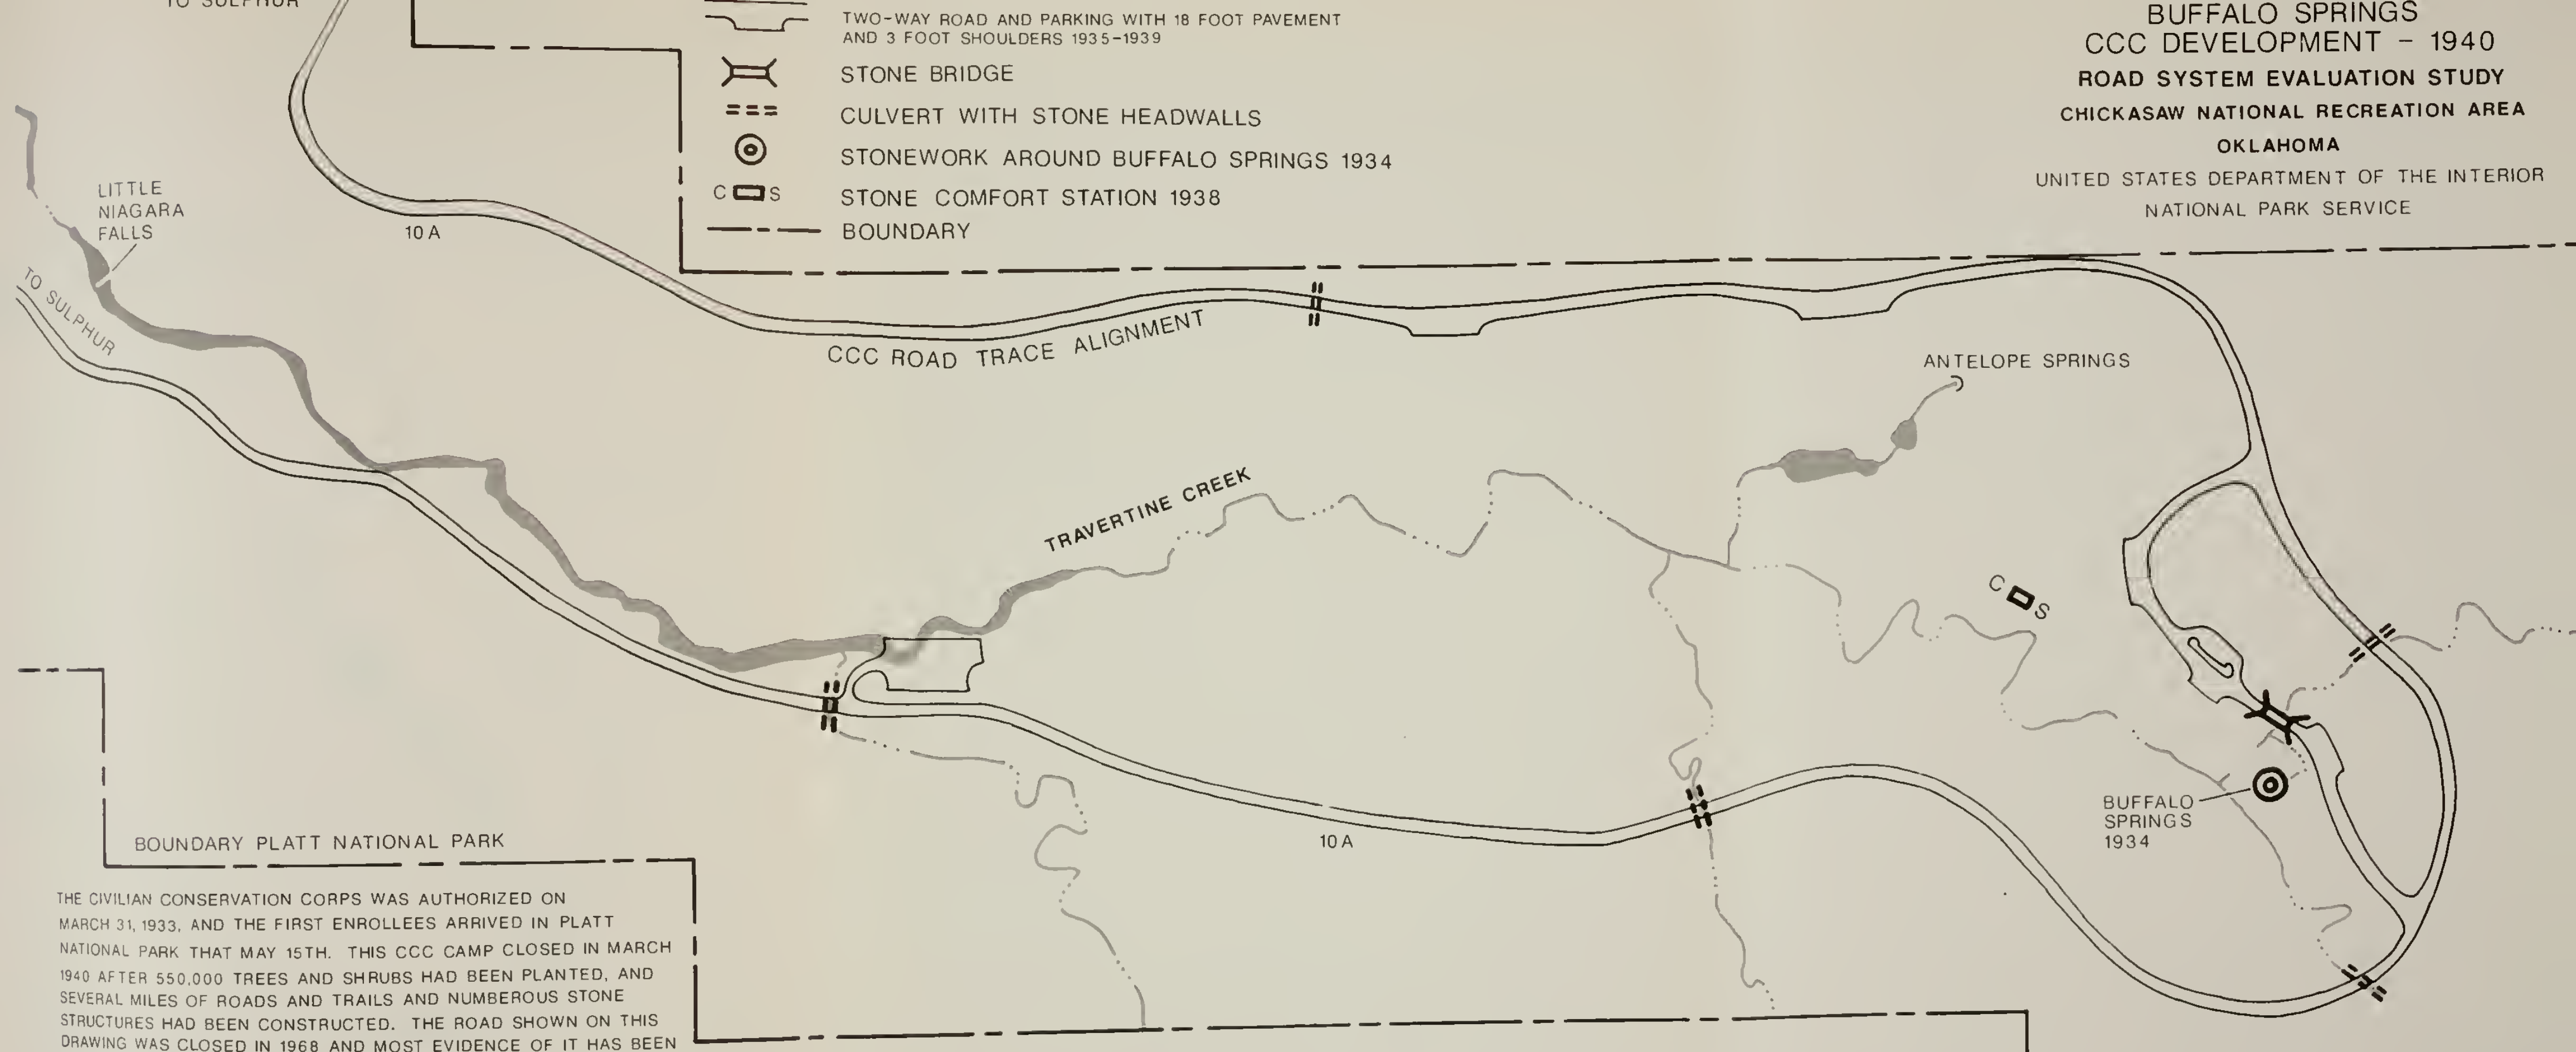 TO SULPHUR
TWO-WAY ROAD AND PARKING WITH 18 FOOT PAVEMENT
AND 3 FOOT SHOULDERS 1935-1939
STONE BRIDGE
CULVERT WITH STONE HEADWALLS
STONEWORK AROUND BUFFALO SPRINGS 1934
C S STONE COMFORT STATION 1938
BOUNDARY
BUFFALO SPRINGS
CCC DEVELOPMENT - 1940
ROAD SYSTEM EVALUATION STUDY
CHICKASAW NATIONAL RECREATION AREA
OKLAHOMA
UNITED STATES DEPARTMENT OF THE INTERIOR
NATIONAL PARK SERVICE
LITTLE
NIAGARA
FALLS
10 A
TO SULPHUR
CCC ROAD TRACE ALIGNMENT
ANTELOPE SPRINGS
TRAVERTINE CREEK
C S
BUFFALO
SPRINGS
1934
10 A
BOUNDARY PLATT NATIONAL PARK
THE CIVILIAN CONSERVATION CORPS WAS AUTHORIZED ON
MARCH 31, 1933, AND THE FIRST ENROLLEES ARRIVED IN PLATT
NATIONAL PARK THAT MAY 15TH. THIS CCC CAMP CLOSED IN MARCH
1940 AFTER 550,000 TREES AND SHRUBS HAD BEEN PLANTED, AND
SEVERAL MILES OF ROADS AND TRAILS AND NUMBEROUS STONE
STRUCTURES HAD BEEN CONSTRUCTED. THE ROAD SHOWN ON THIS
DRAWING WAS CLOSED IN 1968 AND MOST EVIDENCE OF IT HAS BEEN